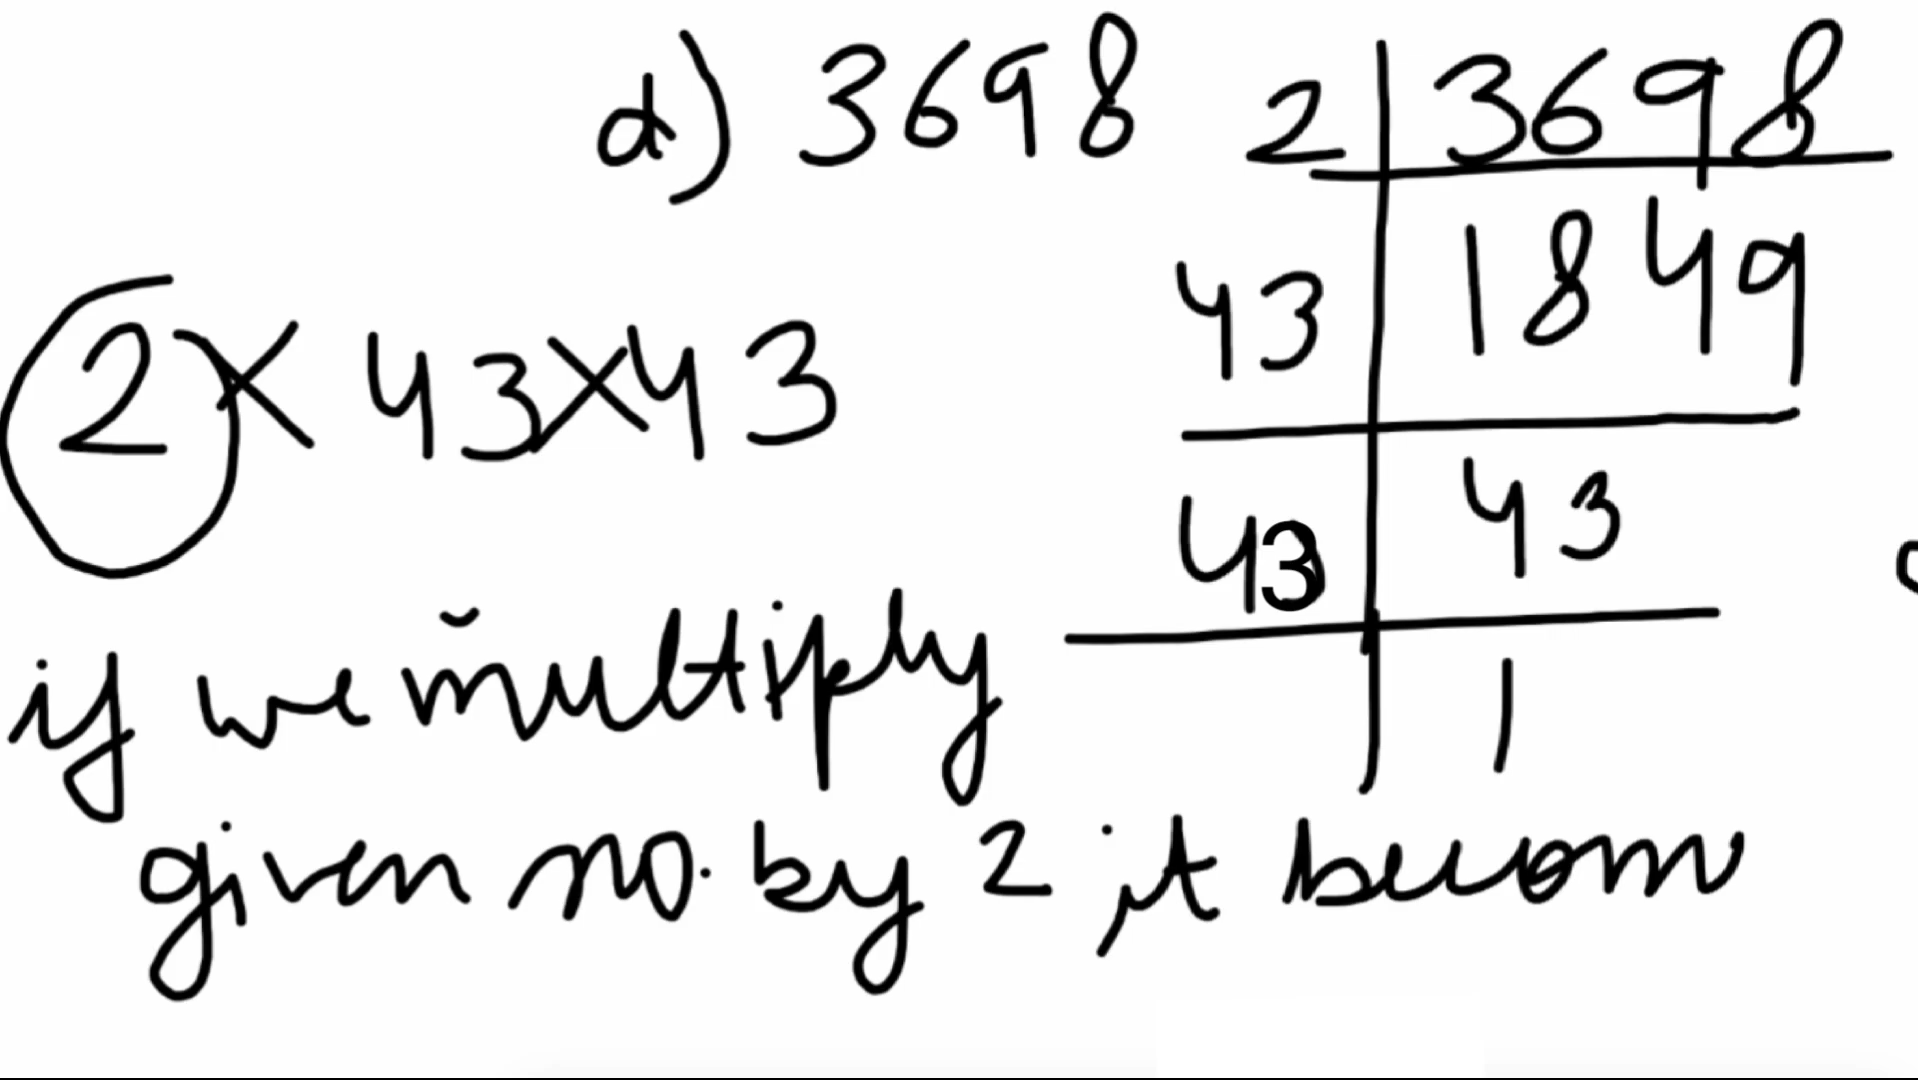 d) 3698
2 | 3698
43 | 1849
43 | 43
1
2 × 43 × 43
if we multiply
given no. by 2 it becom